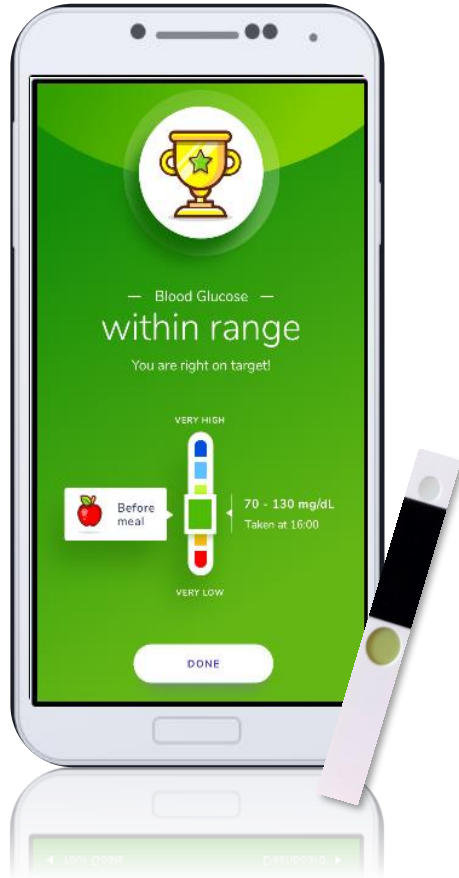 — Blood Glucose —
within range
You are right on target!
VERY HIGH
Before
meal
70 - 130 mg/dL
Taken at 16:00
VERY LOW
DONE